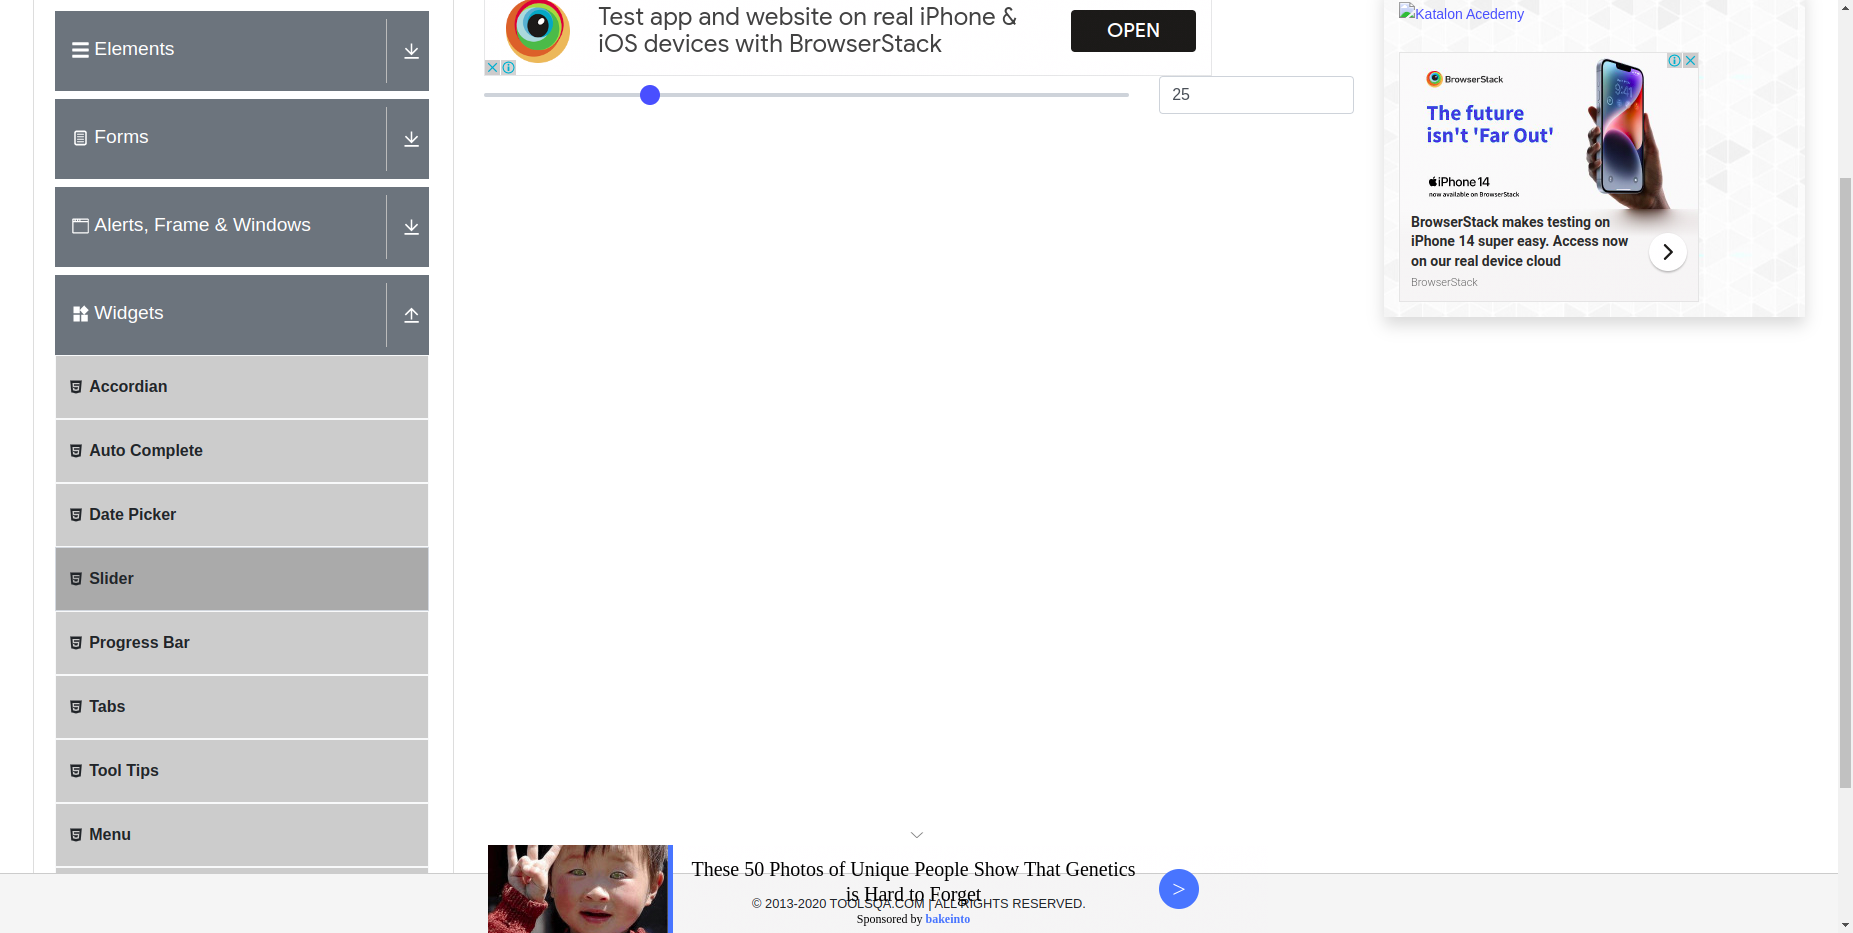 Elements
Forms
Alerts, Frame & Windows
Widgets
Accordian
Auto Complete
Date Picker
Slider
Progress Bar
Tabs
Tool Tips
Menu
Test app and website on real iPhone &
iOS devices with BrowserStack
OPEN
25
Katalon Acedemy
BrowserStack
The future
isn't 'Far Out'
iPhone 14
now available on BrowserStack
9:41
BrowserStack makes testing on
iPhone 14 super easy. Access now
on our real device cloud
BrowserStack
These 50 Photos of Unique People Show That Genetics
is Hard to Forget
>
© 2013-2020 TOOLSQA.COM | ALL RIGHTS RESERVED.
Sponsored by bakeinto